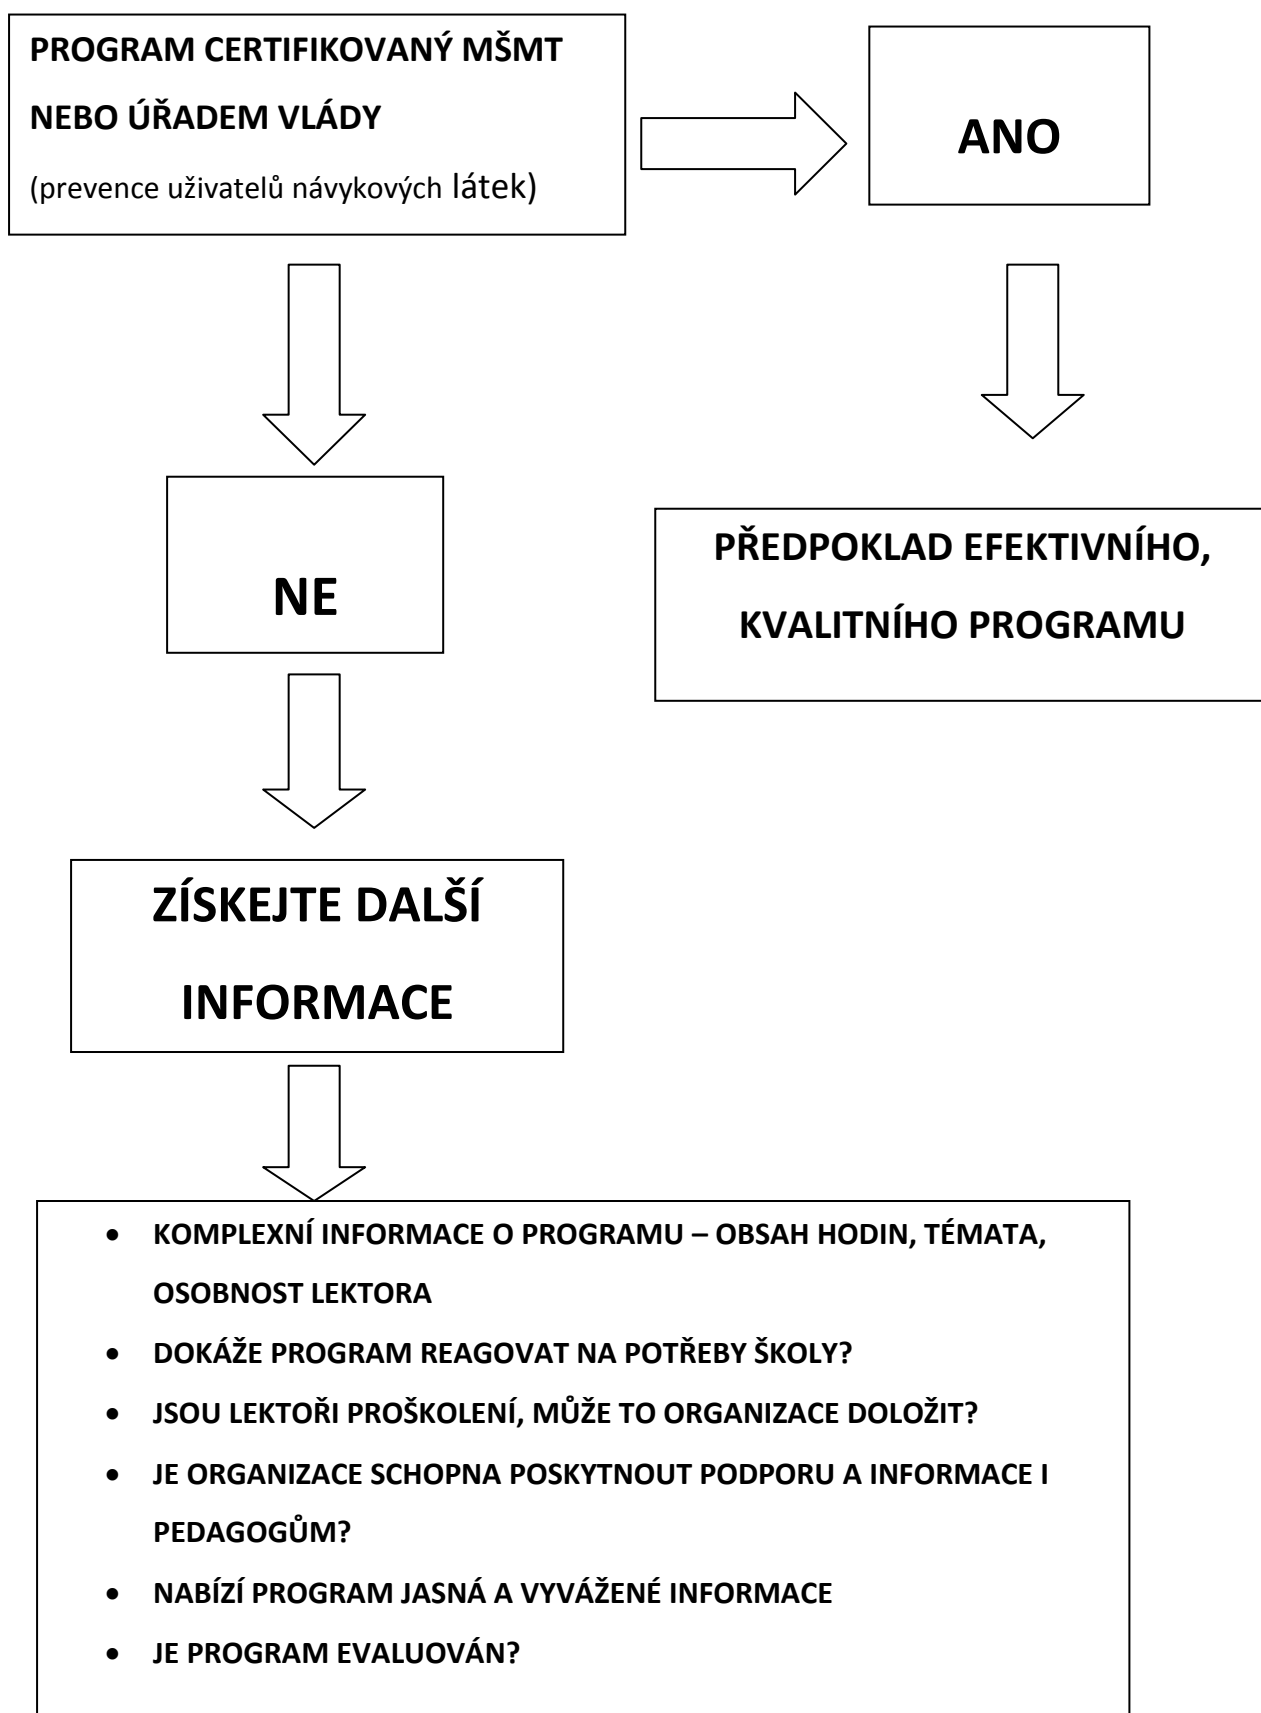 PROGRAM CERTIFIKOVANÝ MŠMT
NEBO ÚŘADEM VLÁDY
(prevence uživatelů návykových látek)
ANO
NE
PŘEDPOKLAD EFEKTIVNÍHO,
KVALITNÍHO PROGRAMU
ZÍSKEJTE DALŠÍ
INFORMACE
• KOMPLEXNÍ INFORMACE O PROGRAMU – OBSAH HODIN, TÉMATA,
OSOBNOST LEKTORA
• DOKÁŽE PROGRAM REAGOVAT NA POTŘEBY ŠKOLY?
• JSOU LEKTOŘI PROŠKOLENÍ, MŮŽE TO ORGANIZACE DOLOŽIT?
• JE ORGANIZACE SCHOPNA POSKYTNOUT PODPORU A INFORMACE I
PEDAGOGŮM?
• NABÍZÍ PROGRAM JASNÁ A VYVÁŽENÉ INFORMACE
• JE PROGRAM EVALUOVÁN?